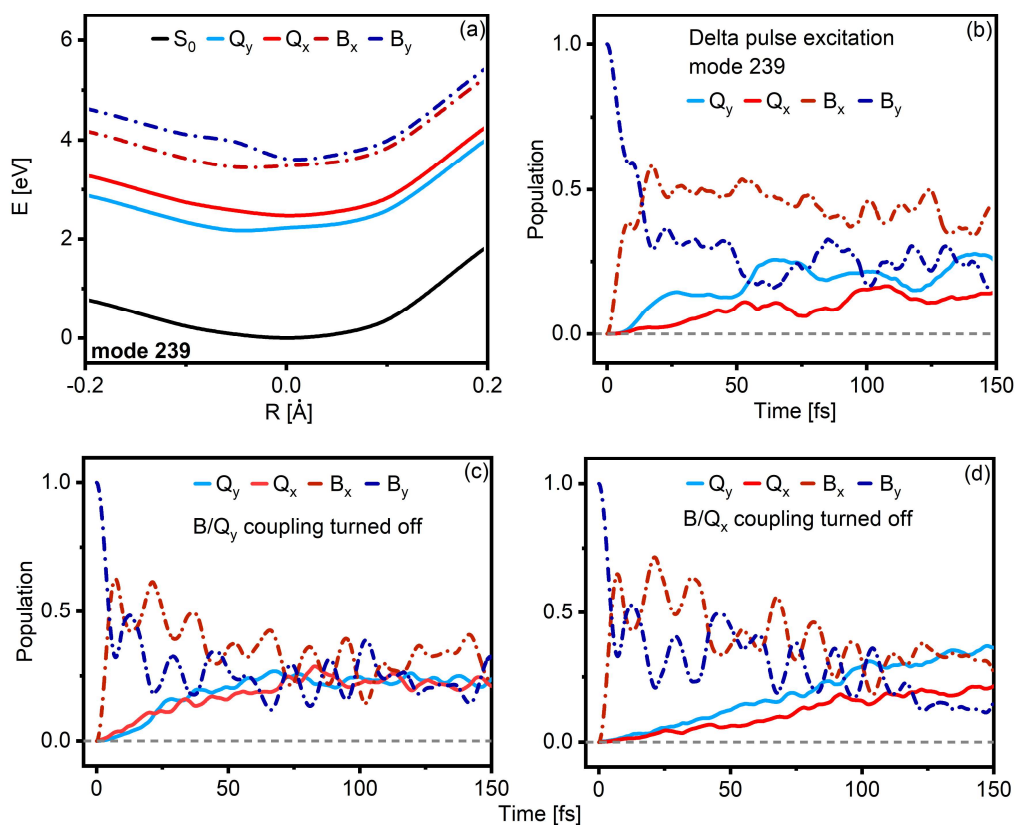 (a)
S0 Qy Qx Bx By
6
4
2
0
E [eV]
mode 239
-0.2 0.0 0.2
R [Å]
(b)
Delta pulse excitation
mode 239
Qy Qx Bx By
1.0
0.5
0.0
Population
0 50 100 150
Time [fs]
(c)
Qy Qx Bx By
B/Qy coupling turned off
1.0
0.5
0.0
Population
0 50 100 150
(d)
Qy Qx Bx By
B/Qx coupling turned off
1.0
0.5
0.0
0 50 100 150
Time [fs]